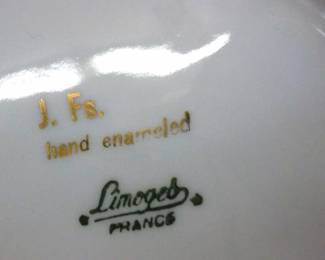 J. Fs.
hand enameled
Limoges
FRANCE